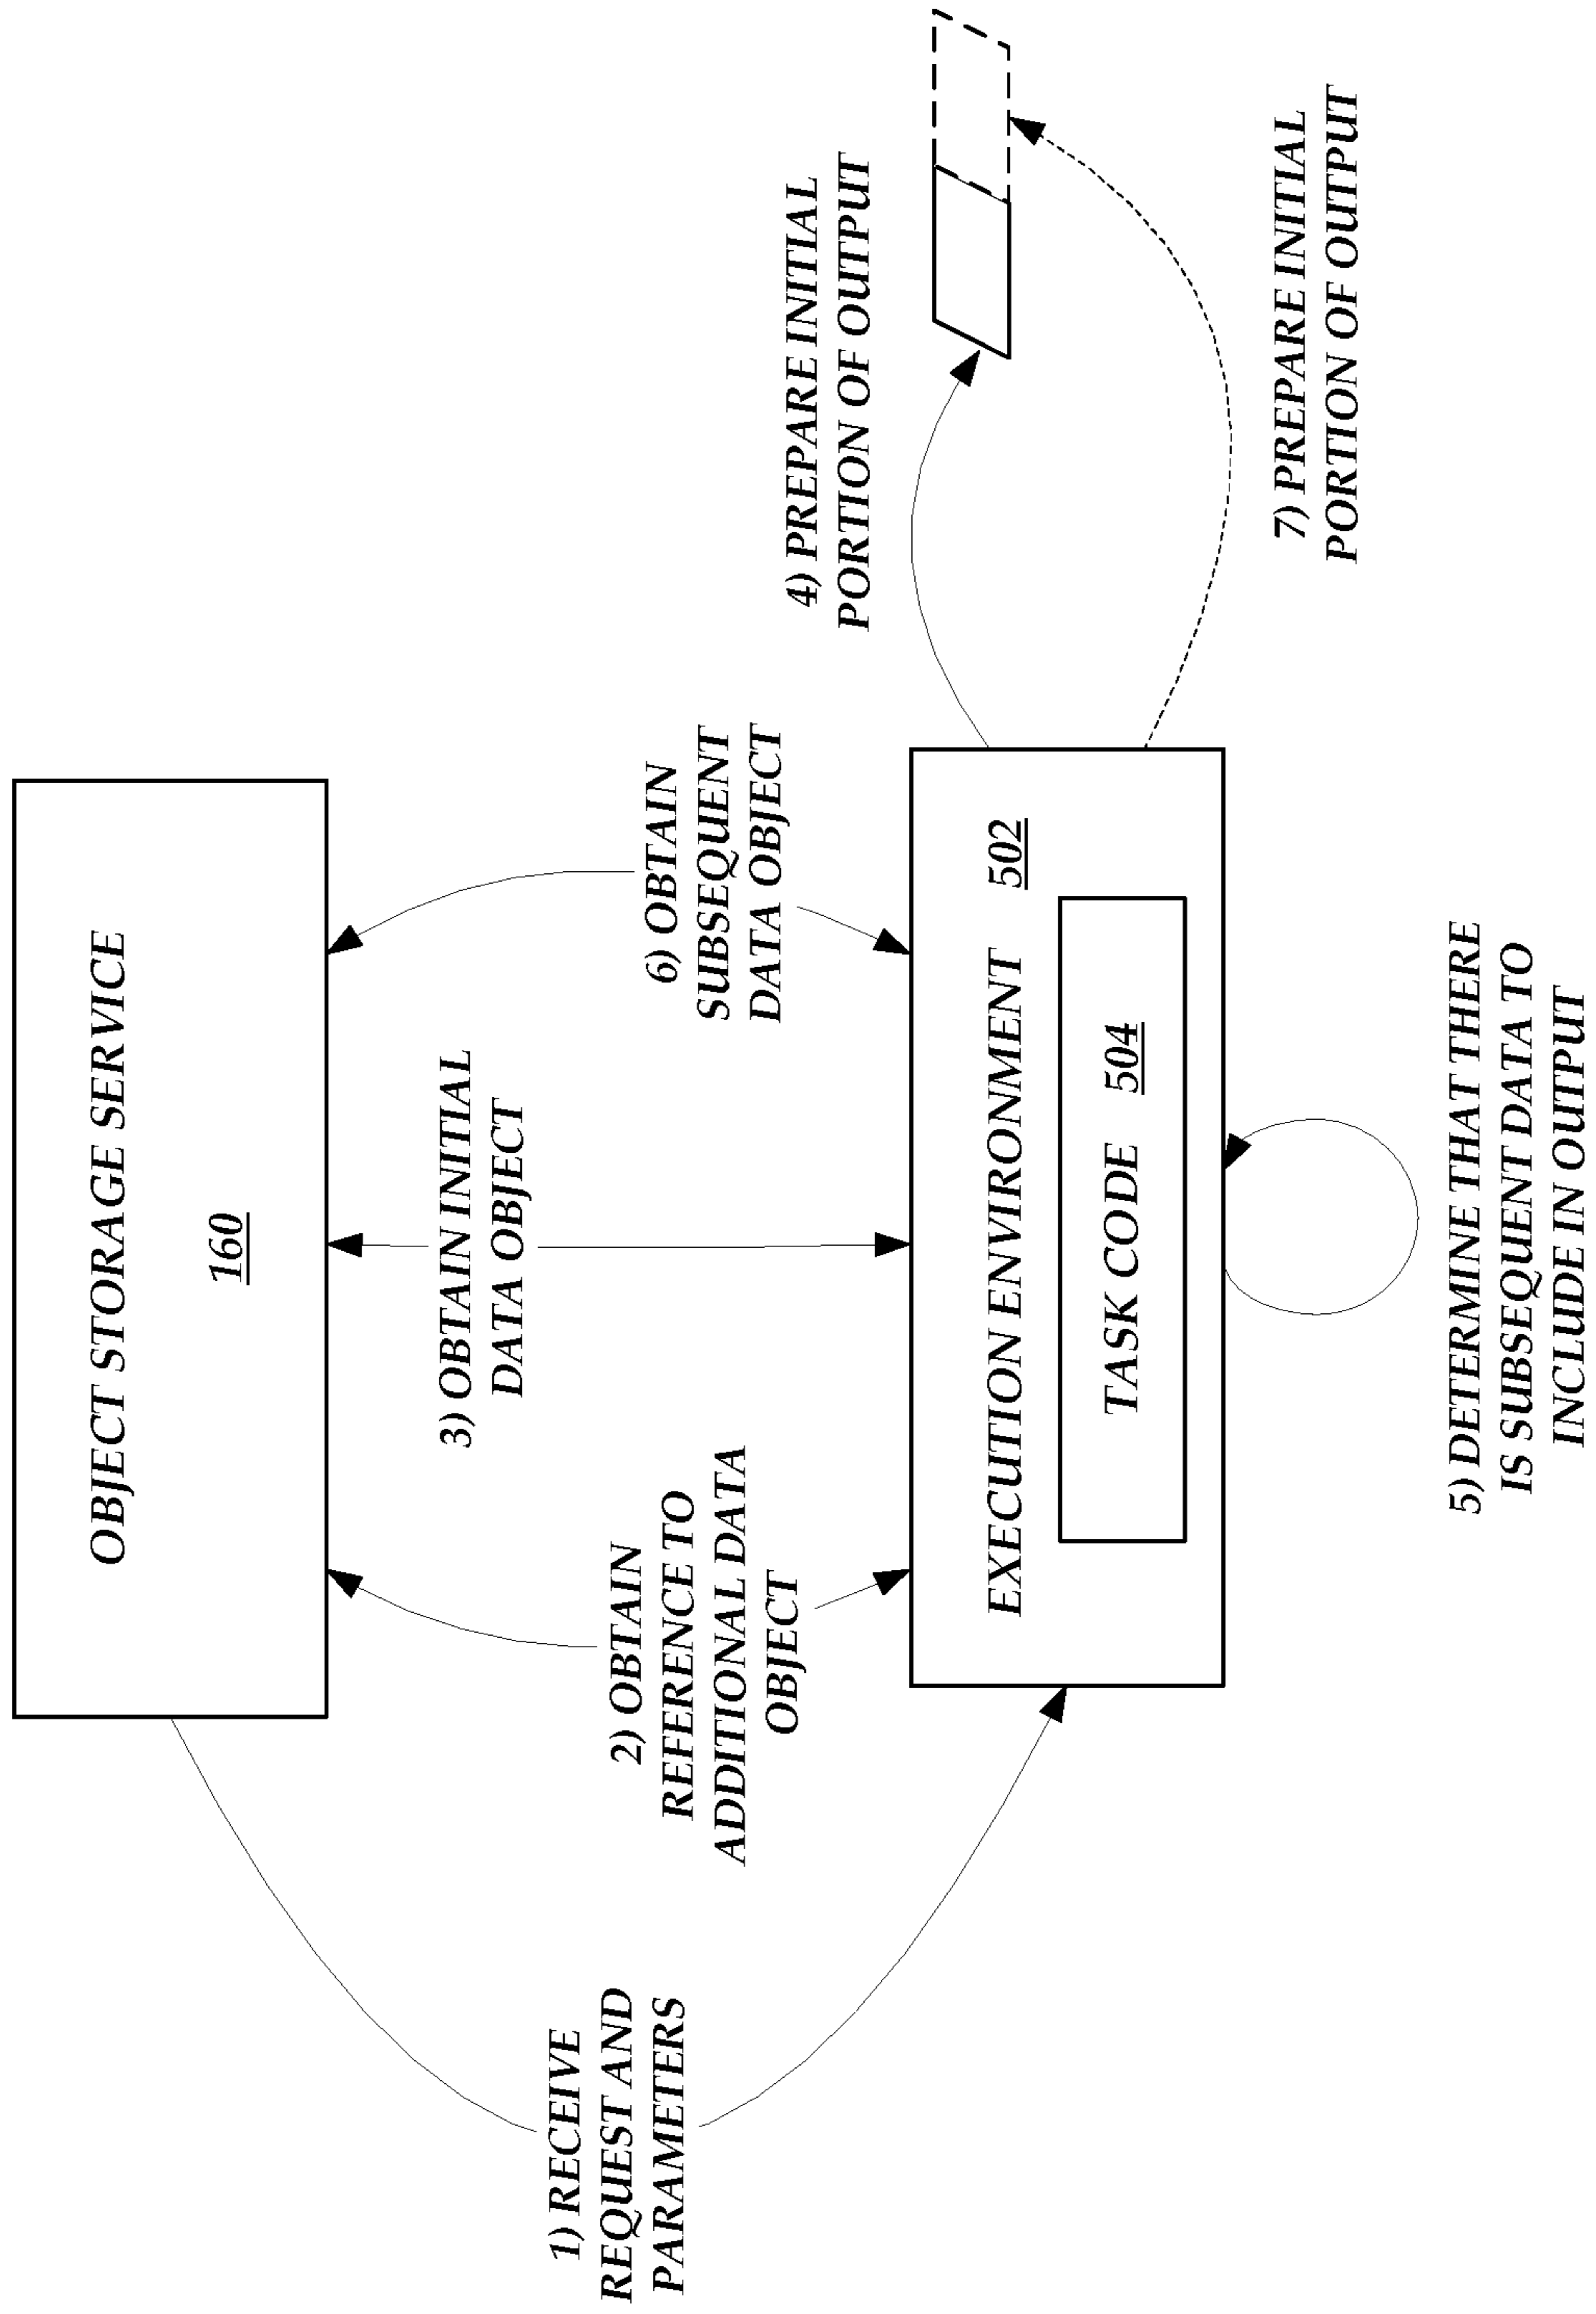 OBJECT STORAGE SERVICE
160
1) RECEIVE
REQUEST AND
PARAMETERS
2) OBTAIN
REFERENCE TO
ADDITIONAL DATA
OBJECT
3) OBTAIN INITIAL
DATA OBJECT
6) OBTAIN
SUBSEQUENT
DATA OBJECT
4) PREPARE INITIAL
PORTION OF OUTPUT
EXECUTION ENVIRONMENT 502
TASK CODE 504
7) PREPARE INITIAL
PORTION OF OUTPUT
5) DETERMINE THAT THERE
IS SUBSEQUENT DATA TO
INCLUDE IN OUTPUT